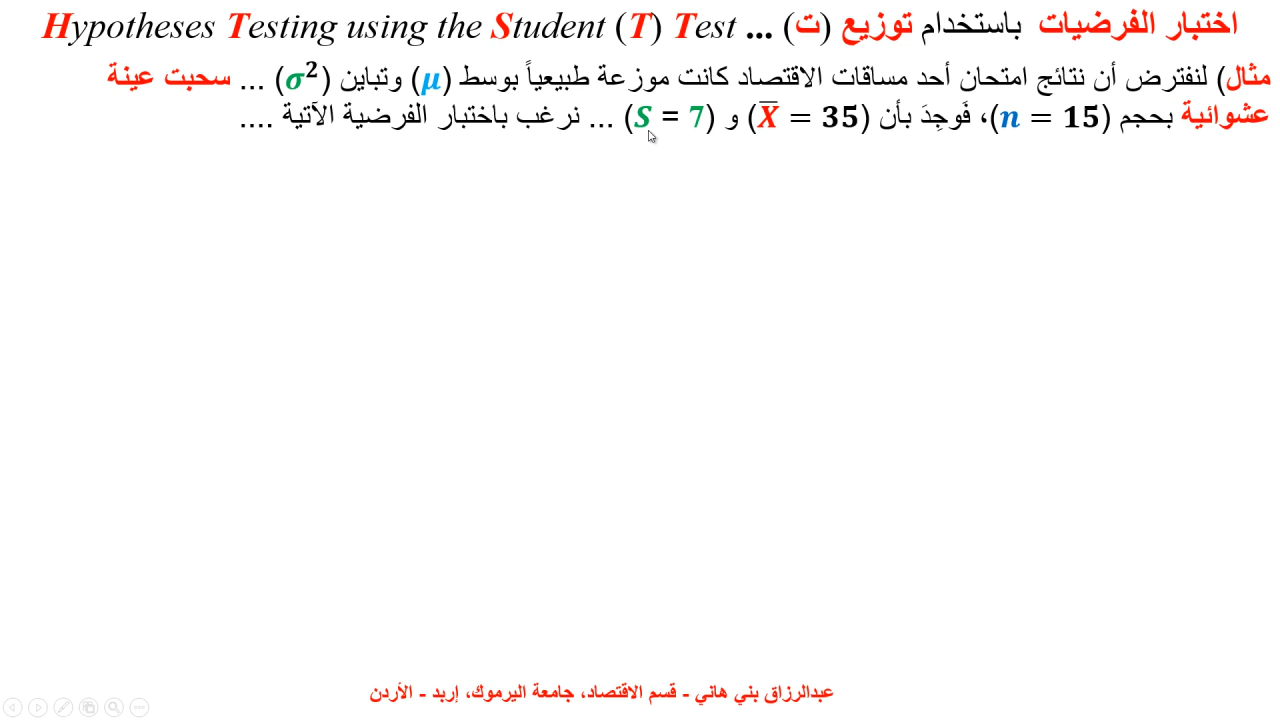 اختبار الفرضيات باستخدام توزيع (ت) ... Hypotheses Testing using the Student (T) Test
مثال) لنفترض أن نتائج امتحان أحد مساقات الاقتصاد كانت موزعة طبيعياً بوسط (μ) وتباين (σ²) ... سحبت عينة
عشوائية بحجم (n = 15)، فَوجِدَ بأن (X̅ = 35) و (S = 7) ... نرغب باختبار الفرضية الآتية ....
عبدالرزاق بني هاني - قسم الاقتصاد، جامعة اليرموك، إربد - الأردن